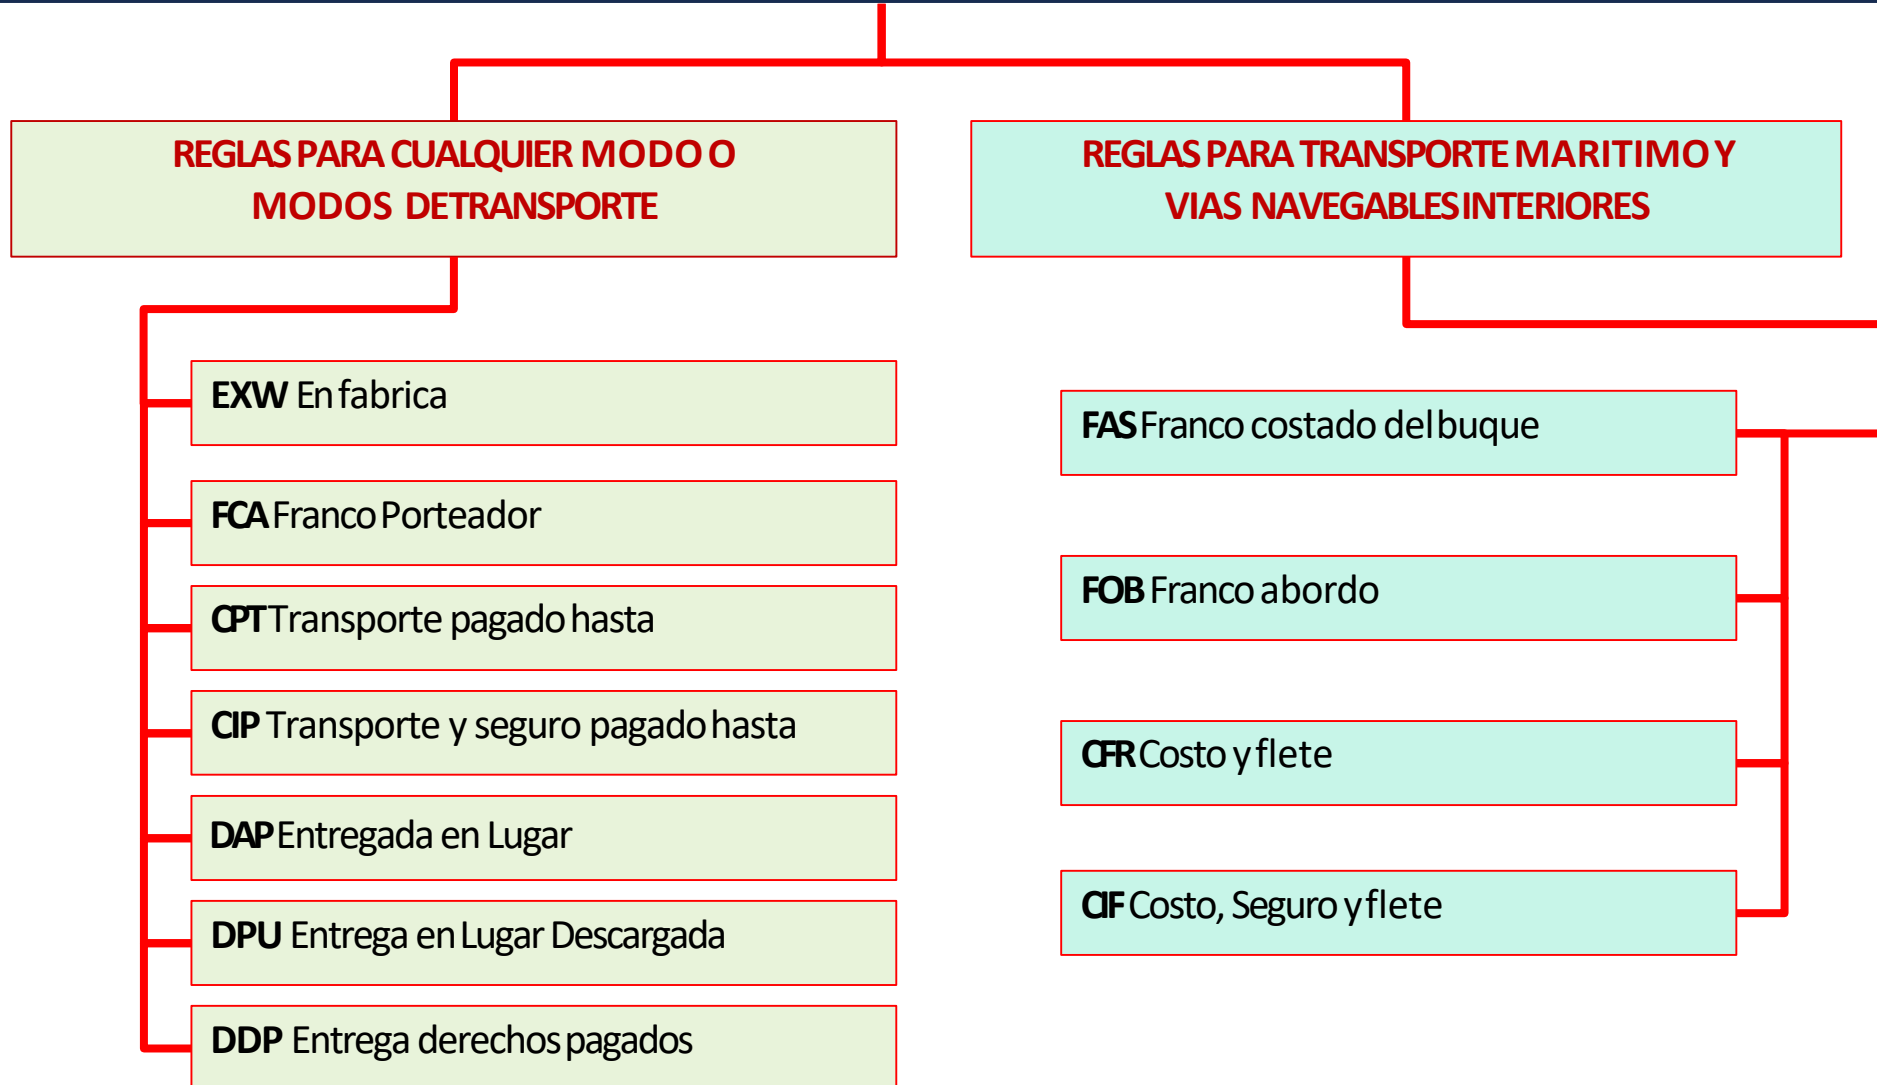 REGLAS PARA CUALQUIER MODO O
MODOS DETRANSPORTE
EXW En fabrica
FCA Franco Porteador
CPT Transporte pagado hasta
CIP Transporte y seguro pagado hasta
DAP Entregada en Lugar
DPU Entrega en Lugar Descargada
DDP Entrega derechos pagados
REGLAS PARA TRANSPORTE MARITIMO Y
VIAS NAVEGABLES INTERIORES
FAS Franco costado del buque
FOB Franco abordo
CFR Costo y flete
CIF Costo, Seguro y flete